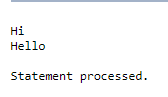 Hi
Hello
Statement processed.